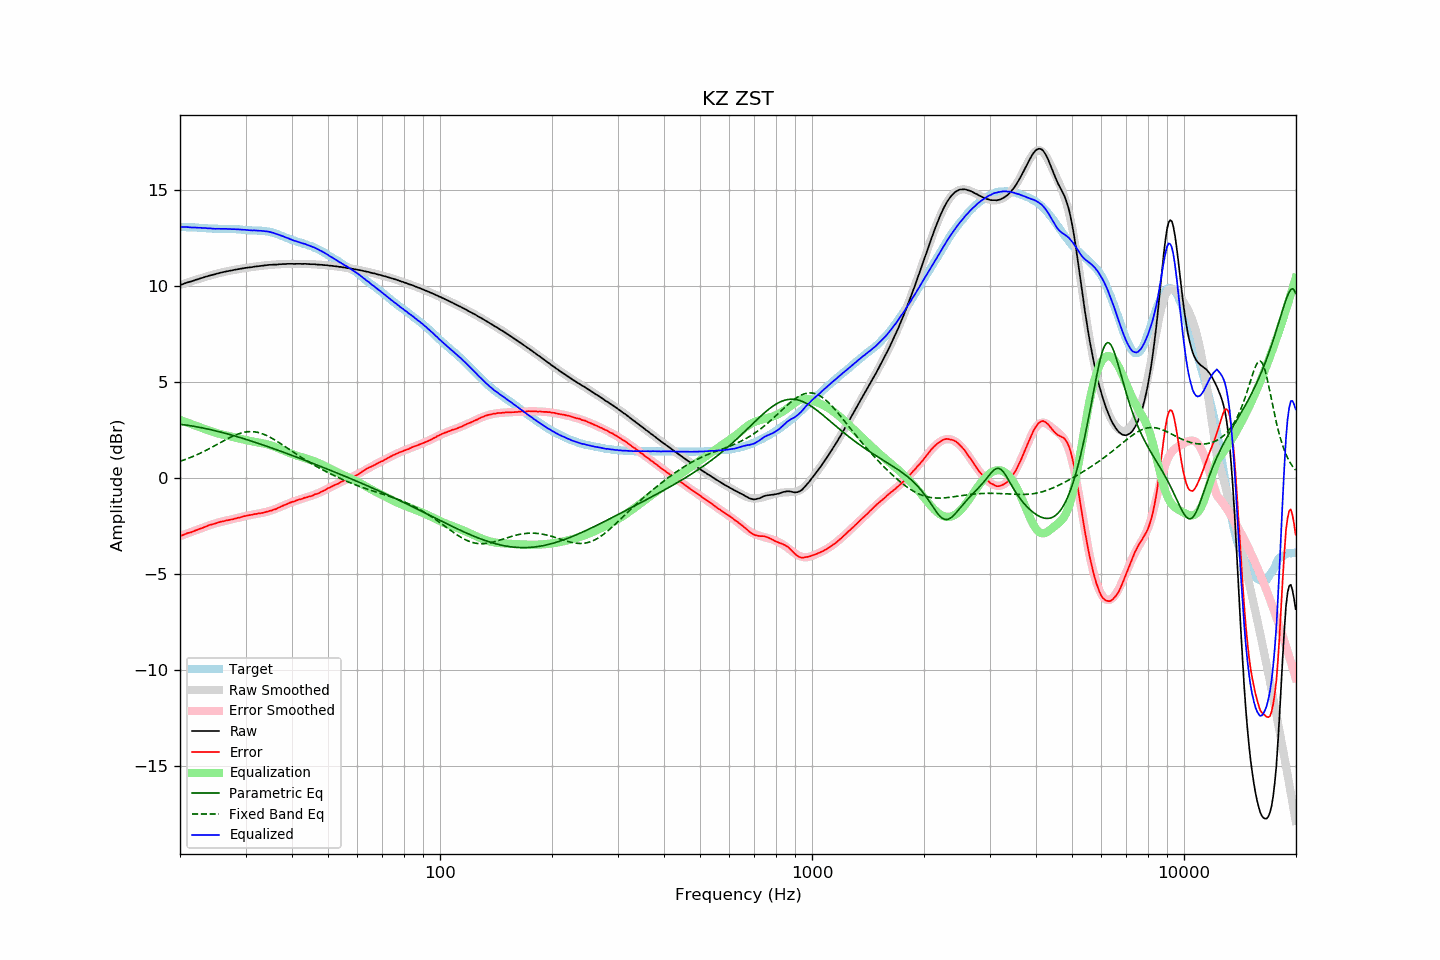 KZ ZST
Amplitude (dBr)
15
10
5
0
−5
−10
−15
Target
Raw Smoothed
Error Smoothed
Raw
Error
Equalization
Parametric Eq
Fixed Band Eq
Equalized
100
1000
10000
Frequency (Hz)